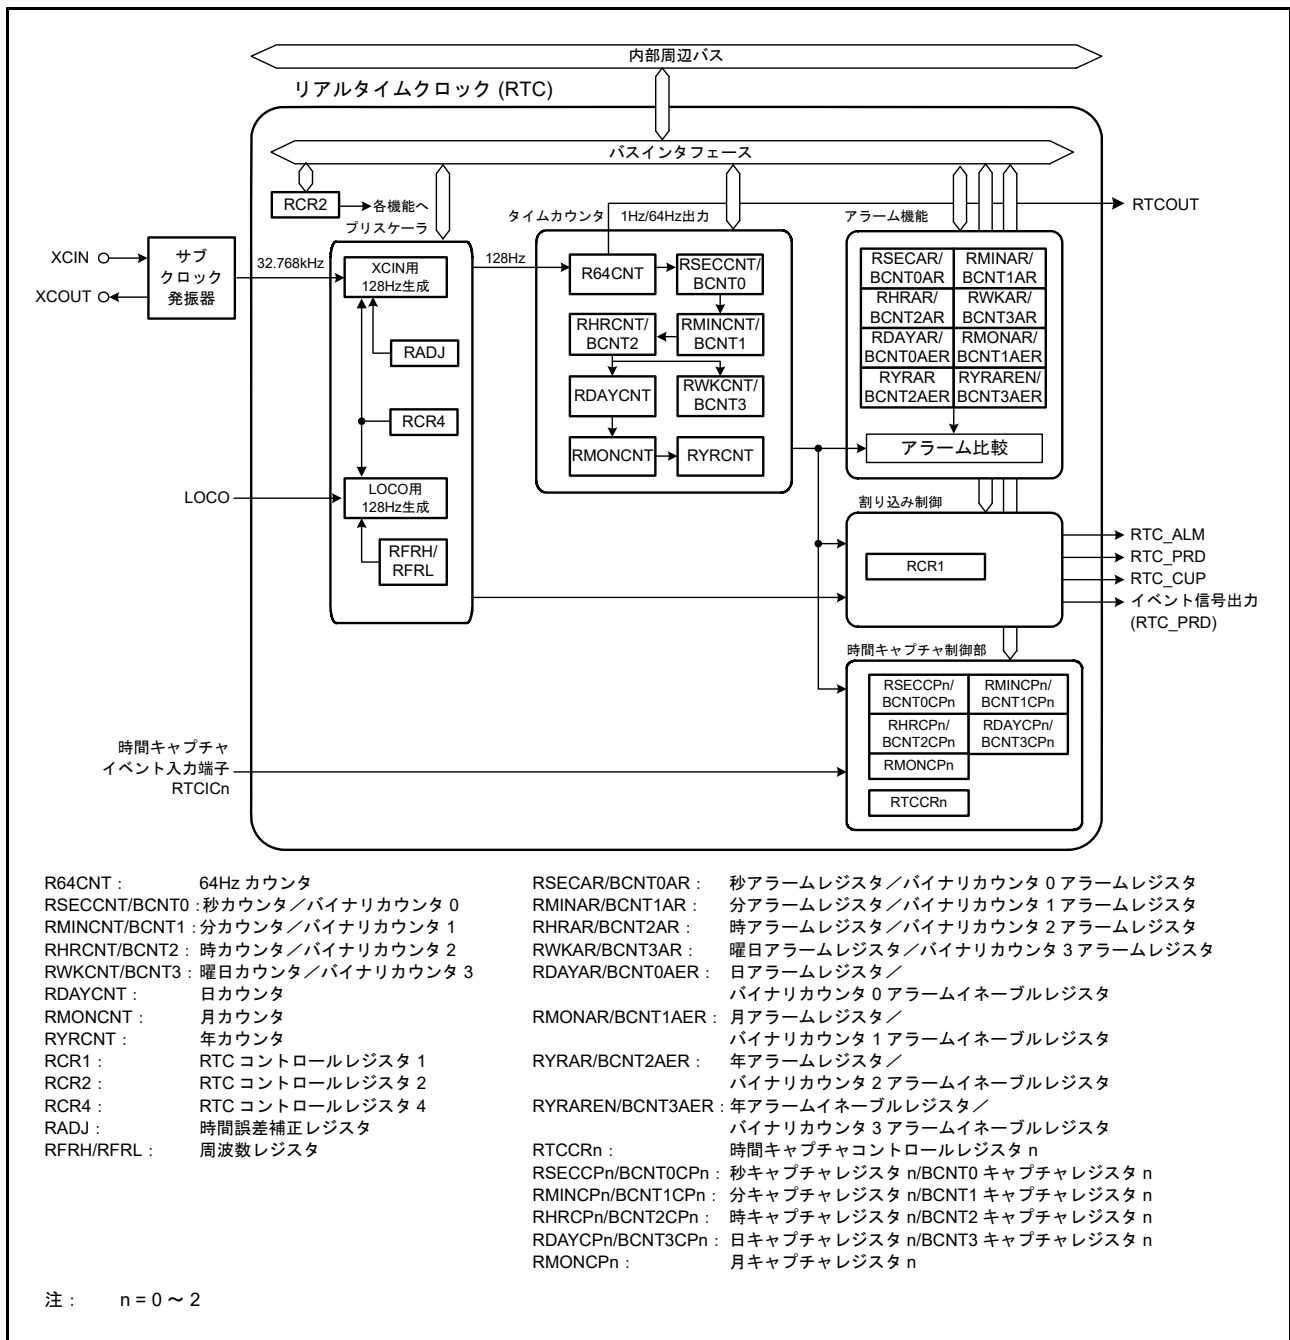 内部周辺バス
リアルタイムクロック (RTC)
バスインタフェース
RCR2
各機能へ
プリスケーラ
タイムカウンタ
1Hz/64Hz出力
アラーム機能
RTCOUT
XCIN
XCOUT
サブ
クロック
発振器
32.768kHz
XCIN用
128Hz生成
RADJ
RCR4
LOCO
LOCO用
128Hz生成
RFRH/
RFRL
128Hz
R64CNT
RSECCNT/
BCNT0
RHRCNT/
BCNT2
RMINCNT/
BCNT1
RDAYCNT
RWKCNT/
BCNT3
RMONCNT
RYRCNT
RSECAR/
BCNT0AR
RMINAR/
BCNT1AR
RHRAR/
BCNT2AR
RWKAR/
BCNT3AR
RDAYAR/
BCNT0AER
RMONAR/
BCNT1AER
RYRAR
BCNT2AER
RYRAREN/
BCNT3AER
アラーム比較
割り込み制御
RCR1
RTC_ALM
RTC_PRD
RTC_CUP
イベント信号出力
(RTC_PRD)
時間キャプチャ制御部
RSECCPn/
BCNT0CPn
RMINCPn/
BCNT1CPn
RHRCPn/
BCNT2CPn
RDAYCPn/
BCNT3CPn
RMONCPn
RTCCRn
時間キャプチャ
イベント入力端子
RTCICn
R64CNT : 64Hz カウンタ
RSECCNT/BCNT0 : 秒カウンタ／バイナリカウンタ 0
RMINCNT/BCNT1 : 分カウンタ／バイナリカウンタ 1
RHRCNT/BCNT2 : 時カウンタ／バイナリカウンタ 2
RWKCNT/BCNT3 : 曜日カウンタ／バイナリカウンタ 3
RDAYCNT : 日カウンタ
RMONCNT : 月カウンタ
RYRCNT : 年カウンタ
RCR1 : RTC コントロールレジスタ 1
RCR2 : RTC コントロールレジスタ 2
RCR4 : RTC コントロールレジスタ 4
RADJ : 時間誤差補正レジスタ
RFRH/RFRL : 周波数レジスタ
RSECAR/BCNT0AR : 秒アラームレジスタ／バイナリカウンタ 0 アラームレジスタ
RMINAR/BCNT1AR : 分アラームレジスタ／バイナリカウンタ 1 アラームレジスタ
RHRAR/BCNT2AR : 時アラームレジスタ／バイナリカウンタ 2 アラームレジスタ
RWKAR/BCNT3AR : 曜日アラームレジスタ／バイナリカウンタ 3 アラームレジスタ
RDAYAR/BCNT0AER : 日アラームレジスタ／
バイナリカウンタ 0 アラームイネーブルレジスタ
RMONAR/BCNT1AER : 月アラームレジスタ／
バイナリカウンタ 1 アラームイネーブルレジスタ
RYRAR/BCNT2AER : 年アラームレジスタ／
バイナリカウンタ 2 アラームイネーブルレジスタ
RYRAREN/BCNT3AER : 年アラームイネーブルレジスタ／
バイナリカウンタ 3 アラームイネーブルレジスタ
RTCCRn : 時間キャプチャコントロールレジスタ n
RSECCPn/BCNT0CPn : 秒キャプチャレジスタ n/BCNT0 キャプチャレジスタ n
RMINCPn/BCNT1CPn : 分キャプチャレジスタ n/BCNT1 キャプチャレジスタ n
RHRCPn/BCNT2CPn : 時キャプチャレジスタ n/BCNT2 キャプチャレジスタ n
RDAYCPn/BCNT3CPn : 日キャプチャレジスタ n/BCNT3 キャプチャレジスタ n
RMONCPn : 月キャプチャレジスタ n
注 : n = 0 ～ 2